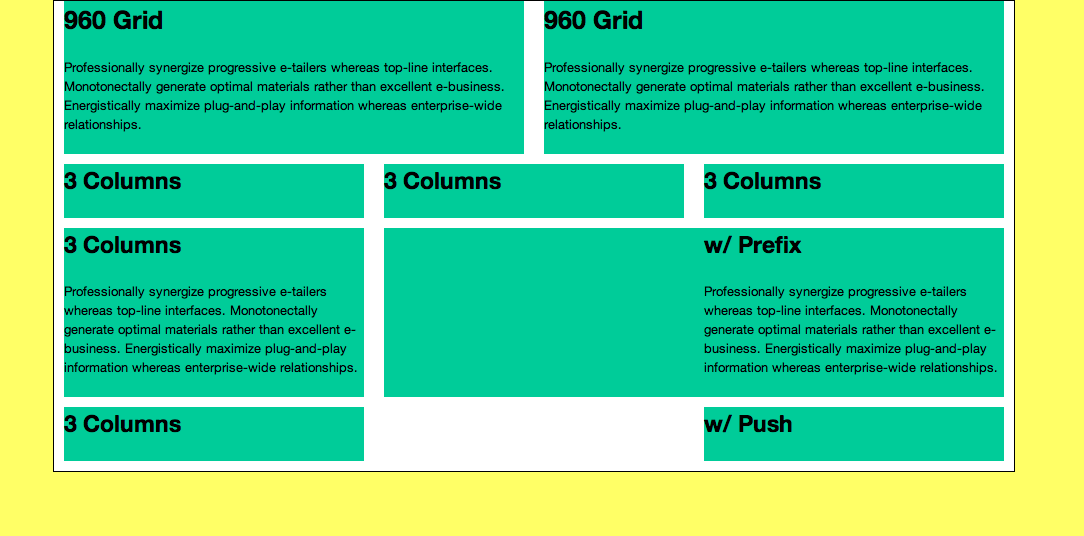 960 Grid
Professionally synergize progressive e-tailers whereas top-line interfaces.
Monotonectally generate optimal materials rather than excellent e-business.
Energistically maximize plug-and-play information whereas enterprise-wide
relationships.
960 Grid
Professionally synergize progressive e-tailers whereas top-line interfaces.
Monotonectally generate optimal materials rather than excellent e-business.
Energistically maximize plug-and-play information whereas enterprise-wide
relationships.
3 Columns
3 Columns
3 Columns
3 Columns
Professionally synergize progressive e-tailers
whereas top-line interfaces. Monotonectally
generate optimal materials rather than excellent e-
business. Energistically maximize plug-and-play
information whereas enterprise-wide relationships.
w/ Prefix
Professionally synergize progressive e-tailers
whereas top-line interfaces. Monotonectally
generate optimal materials rather than excellent e-
business. Energistically maximize plug-and-play
information whereas enterprise-wide relationships.
3 Columns
w/ Push